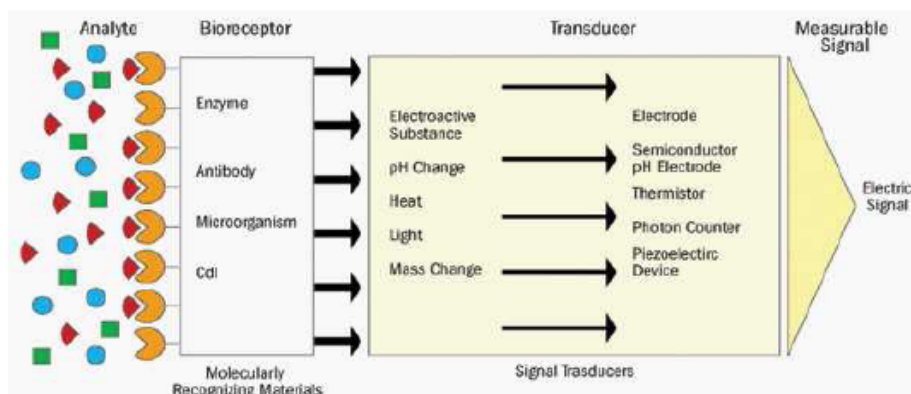 Analyte
Bioreceptor
Transducer
Measurable
Signal
Enzyme
Antibody
Microorganism
Cdl
Electroactive
Substance
pH Change
Heat
Light
Mass Change
Electrode
Semiconductor
pH Electrode
Thermistor
Photon Counter
Piezoelectirc
Device
Electric
Signal
Molecularly
Recognizing Materials
Signal Trasducers